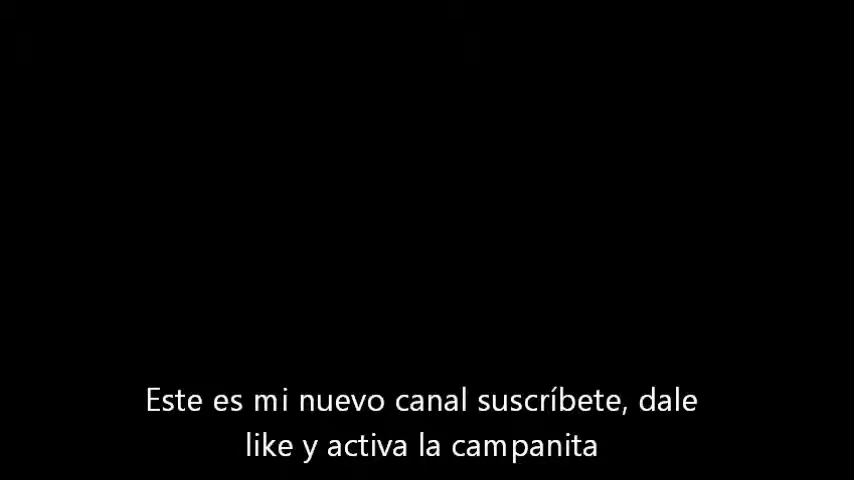 Este es mi nuevo canal suscríbete, dale
like y activa la campanita